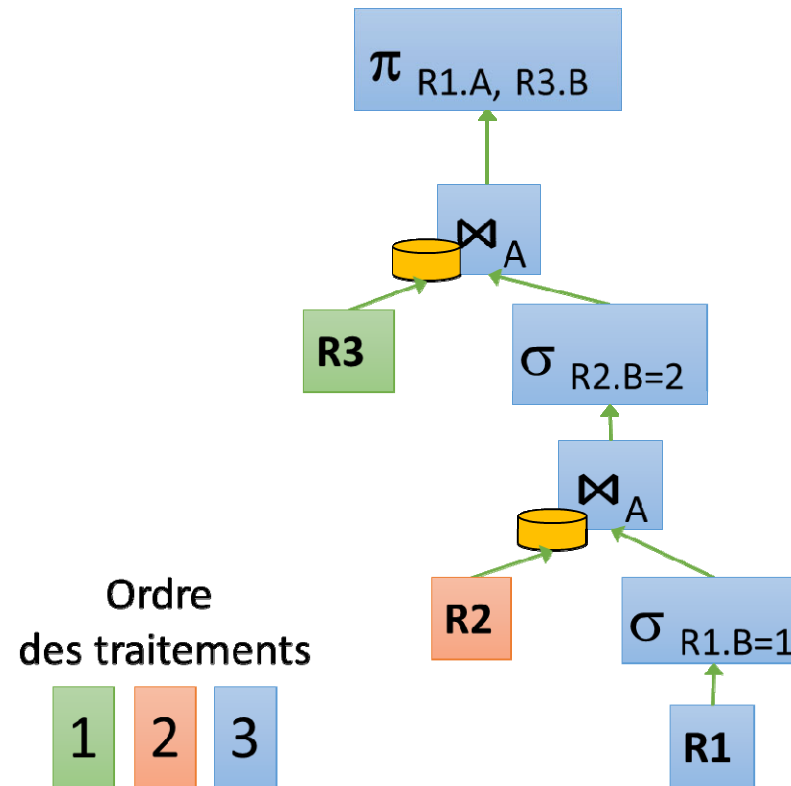 π R1.A, R3.B
⋈ A
R3
σ R2.B=2
⋈ A
R2
σ R1.B=1
R1
Ordre
des traitements
1 2 3